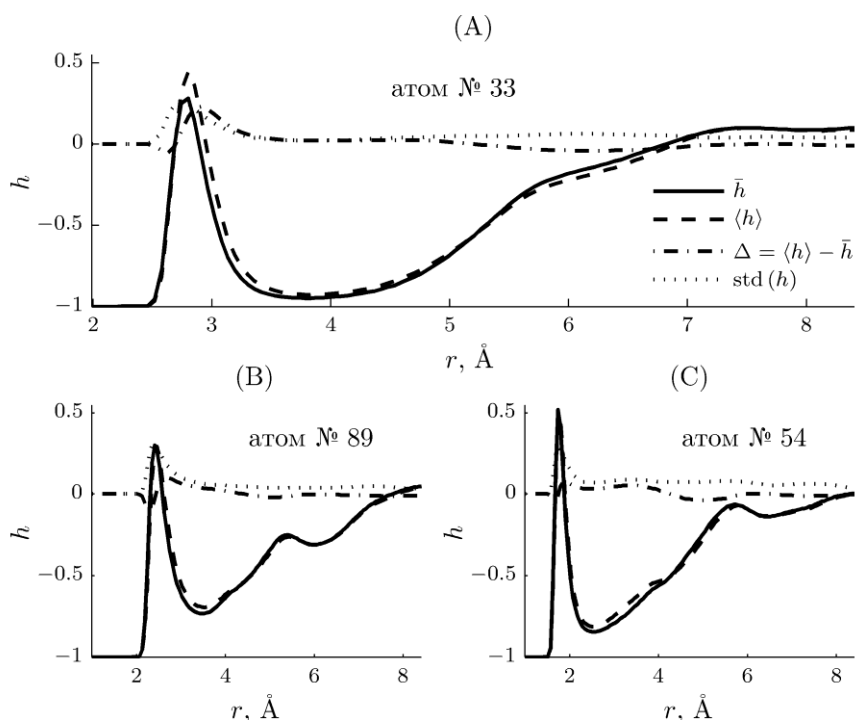 (A)
0.5
0
−0.5
−1
h
атом № 33
h̄
⟨h⟩
Δ = ⟨h⟩ − h̄
std (h)
2 3 4 5 6 7 8
r, Å
(B)
0.5
0
−0.5
−1
h
атом № 89
2 4 6 8
r, Å
(C)
0.5
0
−0.5
−1
h
атом № 54
2 4 6 8
r, Å